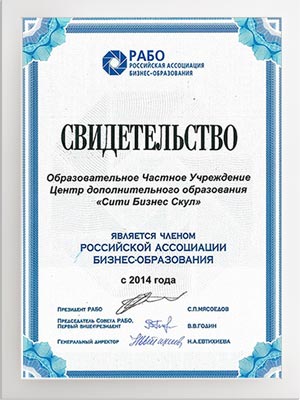 РАБО
РОССИЙСКАЯ АССОЦИАЦИЯ
БИЗНЕС-ОБРАЗОВАНИЯ
СВИДЕТЕЛЬСТВО
Образовательное Частное Учреждение
Центр дополнительного образования
«Сити Бизнес Скул»
ЯВЛЯЕТСЯ ЧЛЕНОМ
РОССИЙСКОЙ АССОЦИАЦИИ
БИЗНЕС-ОБРАЗОВАНИЯ
с 2014 года
Президент РАБО С.П.МЯСОЕДОВ
Председатель Совета РАБО,
Первый вице-президент В.В.ГОДИН
Генеральный директор Н.А.ЕВТИХИЕВА